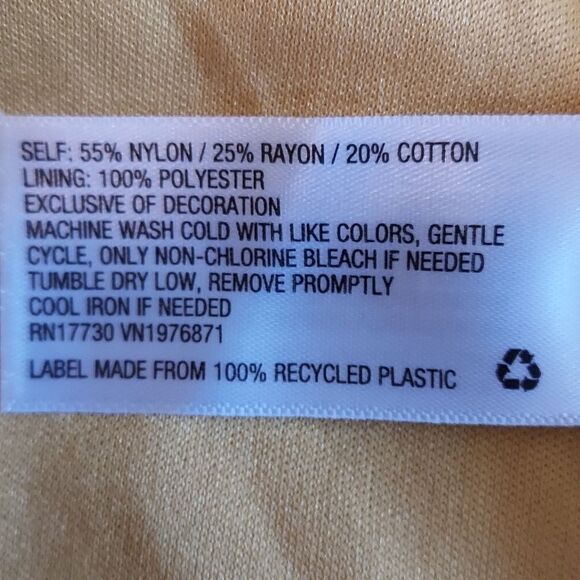 SELF: 55% NYLON / 25% RAYON / 20% COTTON
LINING: 100% POLYESTER
EXCLUSIVE OF DECORATION
MACHINE WASH COLD WITH LIKE COLORS, GENTLE
CYCLE, ONLY NON-CHLORINE BLEACH IF NEEDED
TUMBLE DRY LOW, REMOVE PROMPTLY
COOL IRON IF NEEDED
RN17730 VN1976871
LABEL MADE FROM 100% RECYCLED PLASTIC